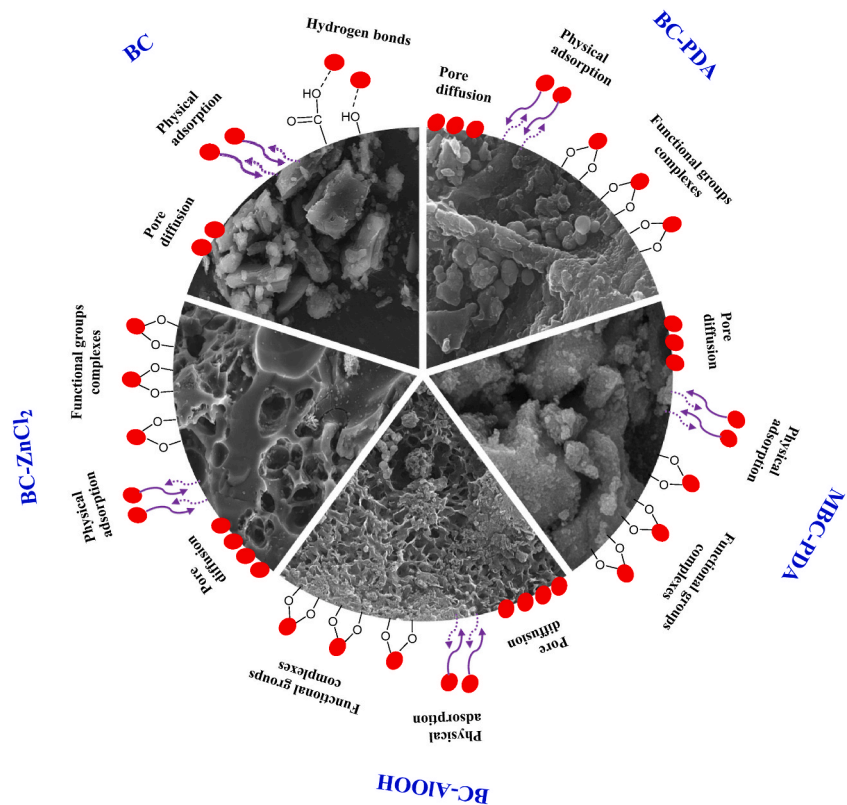 BC
Hydrogen bonds
HO
O
C
HO
Physical
adsorption
Pore
diffusion
BC-PDA
Pore
diffusion
Physical
adsorption
Functional groups
complexes
O
O
O
O
O
O
MBC-PDA
Pore
diffusion
Physical
adsorption
Functional groups
complexes
O
O
O
O
O
O
BC-AlOOH
Pore
diffusion
Physical
adsorption
Functional groups
complexes
O
O
O
O
O
O
BC-ZnCl₂
Pore
diffusion
Physical
adsorption
Functional groups
complexes
O
O
O
O
O
O